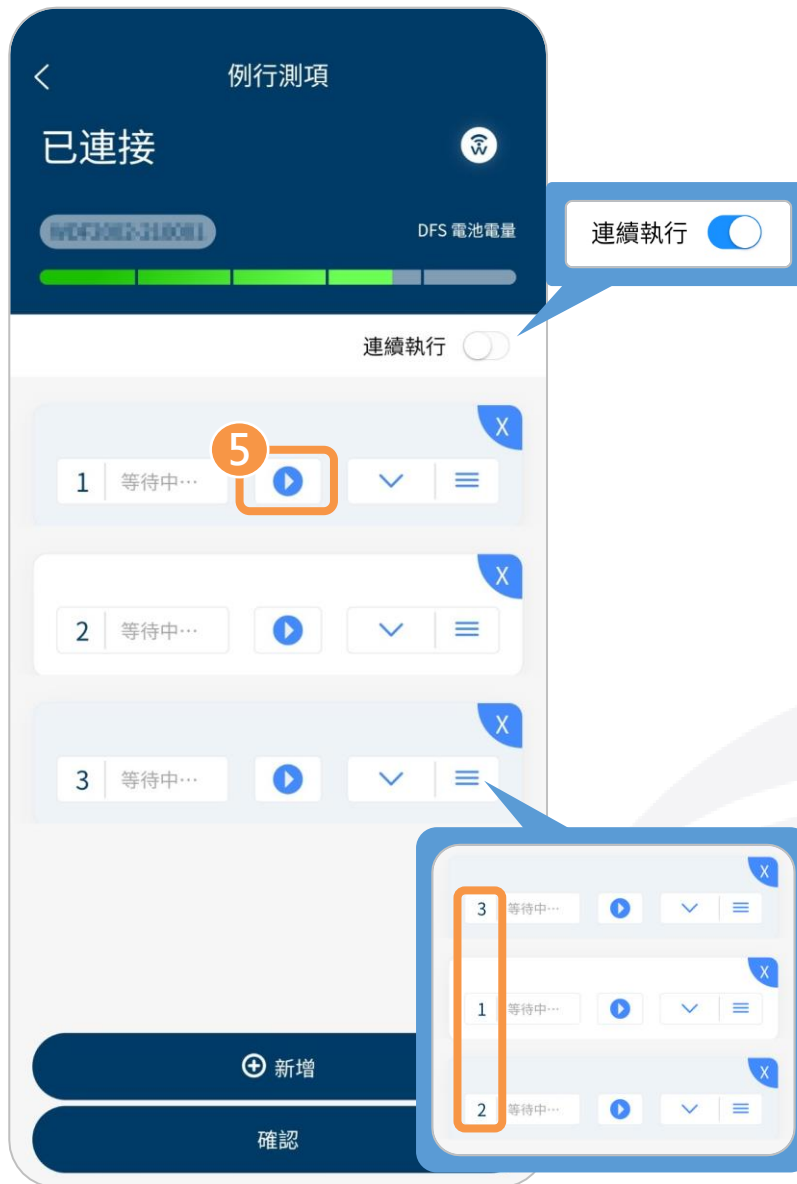 例行測項
已連接
DFS 電池電量
連續執行
連續執行
X
5
1 等待中…
X
2 等待中…
X
3 等待中…
X
3 等待中…
X
1 等待中…
X
2 等待中…
新增
確認